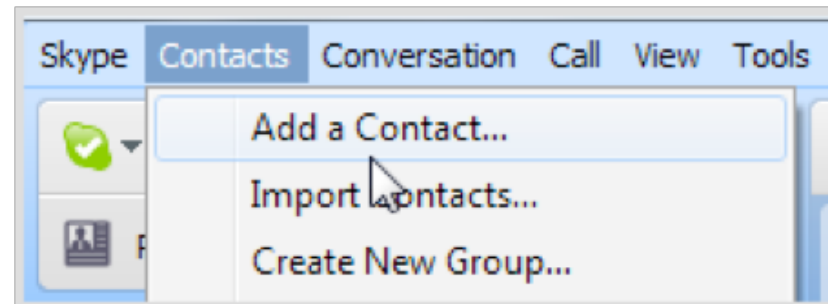 Skype Contacts Conversation Call View Tools
Add a Contact...
Import Contacts...
Create New Group...